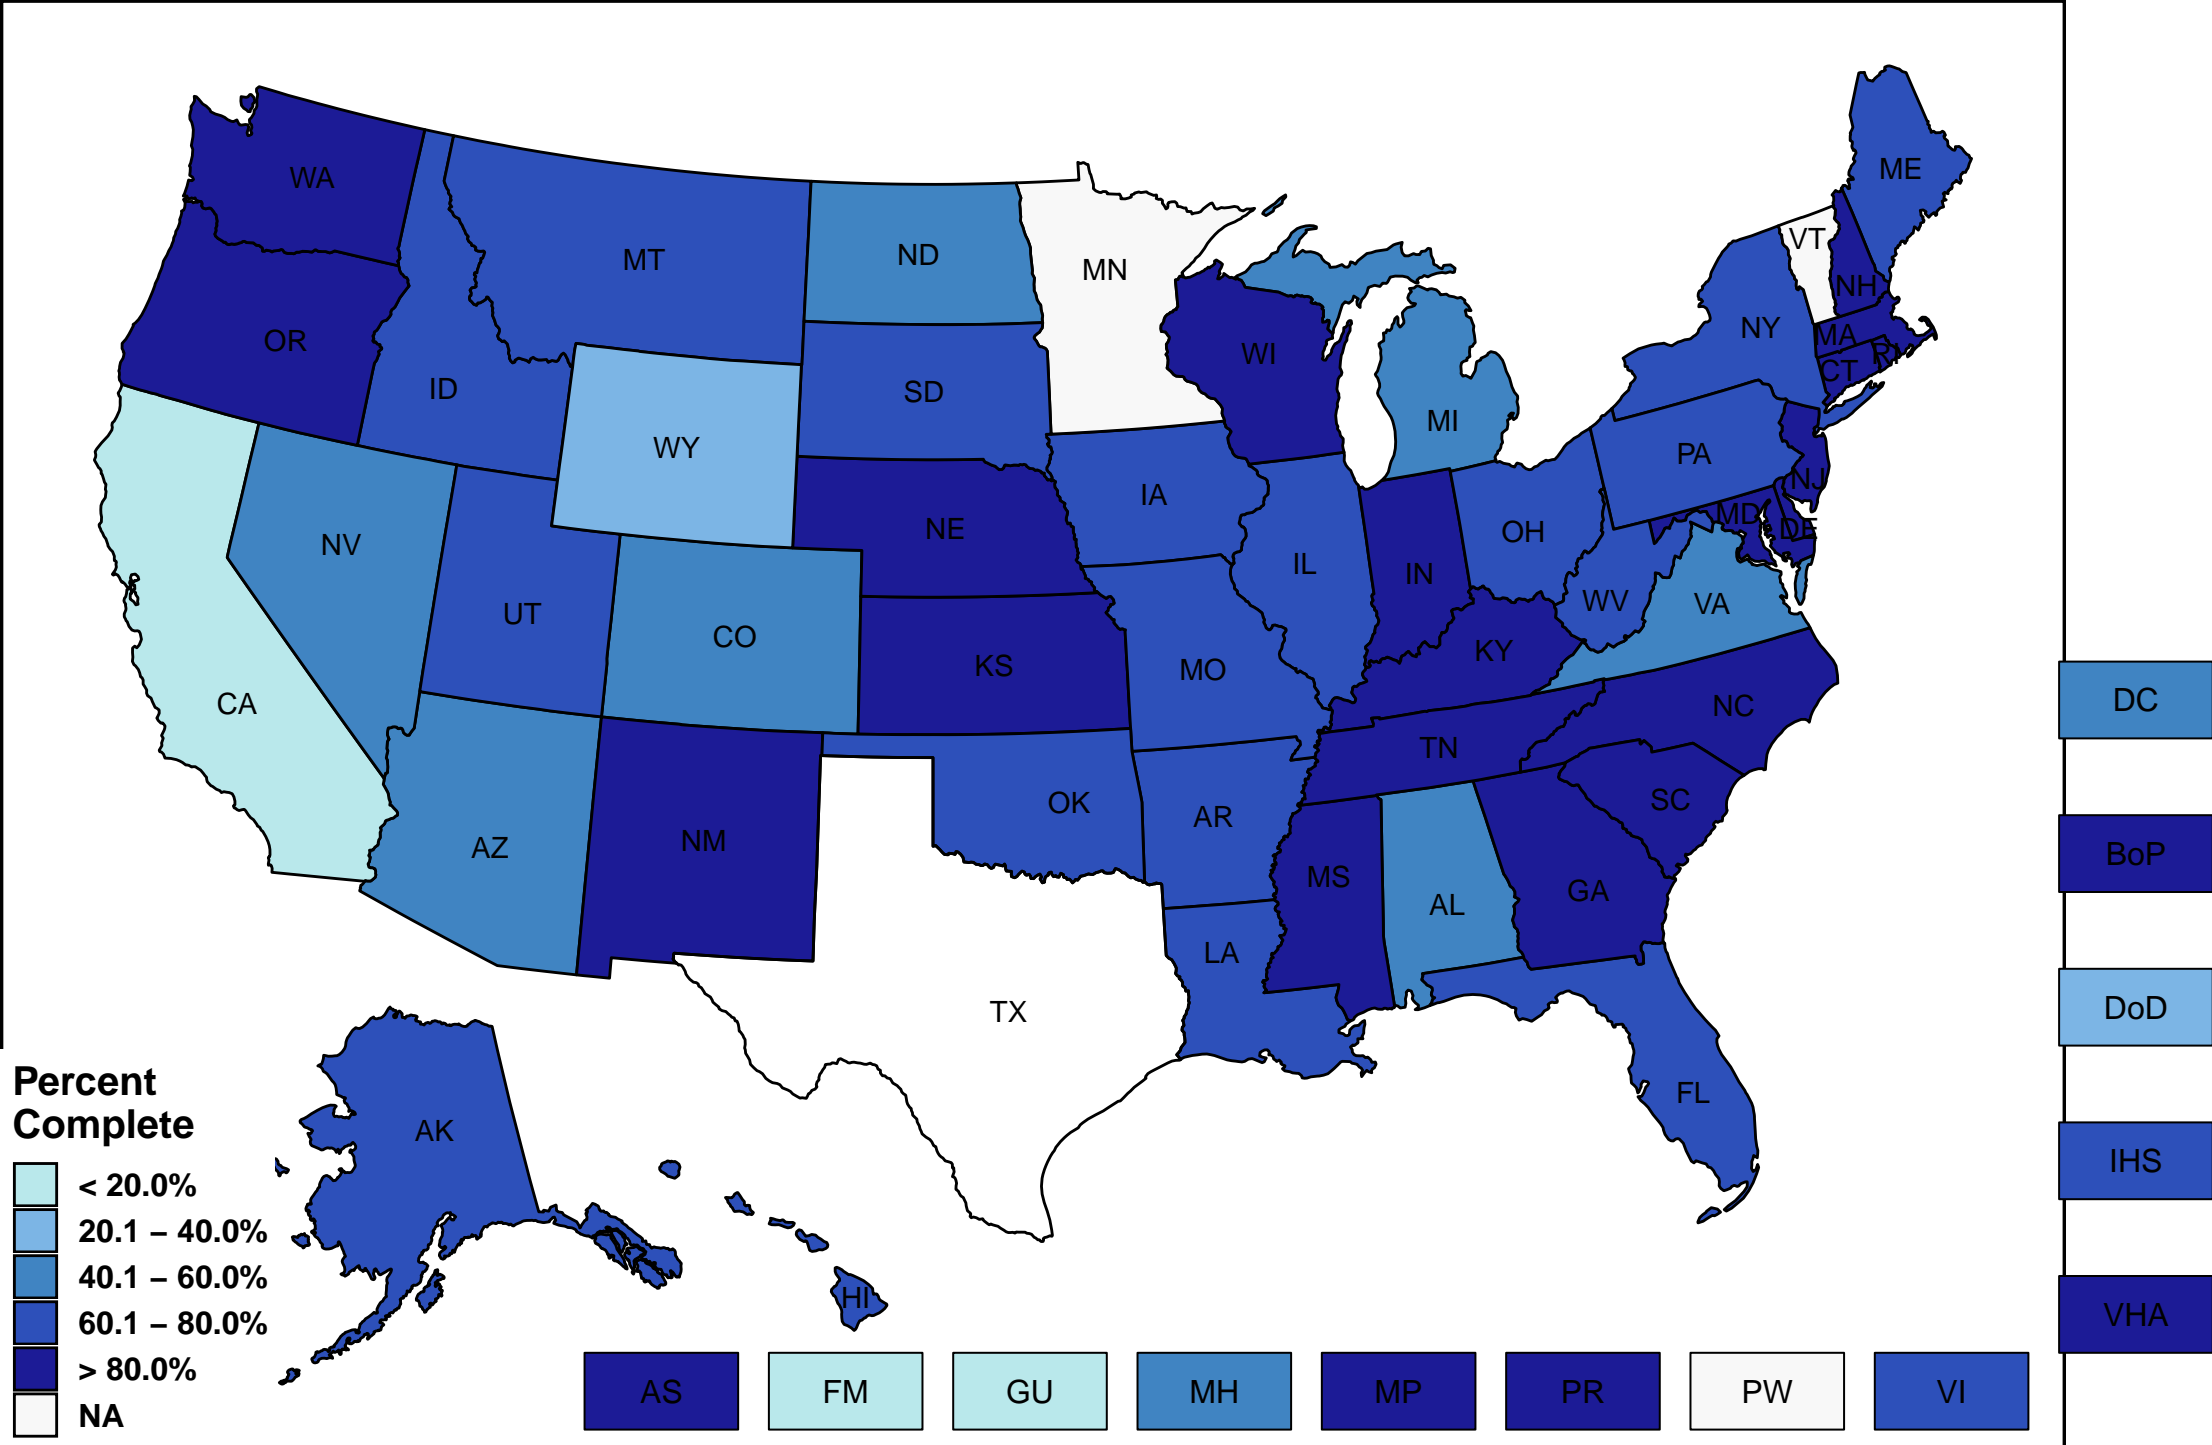 WA
ME
VT
MT
ND
MN
NH
NY
OR
MA
WI
RI
CT
ID
SD
MI
WY
PA
NJ
IA
MD
NE
DE
OH
NV
IL
IN
WV
VA
UT
CO
KY
KS
MO
DC
CA
NC
TN
OK
SC
AR
NM
AZ
BoP
MS
GA
AL
LA
DoD
TX
Percent
Complete
FL
AK
IHS
< 20.0%
20.1 – 40.0%
40.1 – 60.0%
60.1 – 80.0%
> 80.0%
NA
HI
VHA
AS
FM
GU
MH
MP
PR
PW
VI